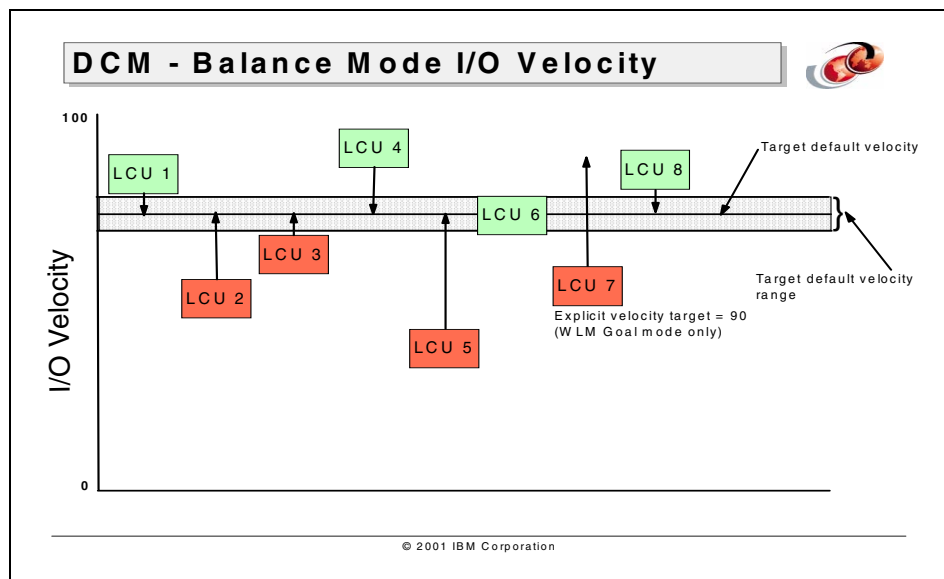 DCM - Balance Mode I/O Velocity
100
LCU 4
Target default velocity
LCU 1
LCU 8
LCU 6
LCU 3
LCU 2
LCU 7
Target default velocity
range
Explicit velocity target = 90
(WLM Goal mode only)
LCU 5
I/O Velocity
0
© 2001 IBM Corporation